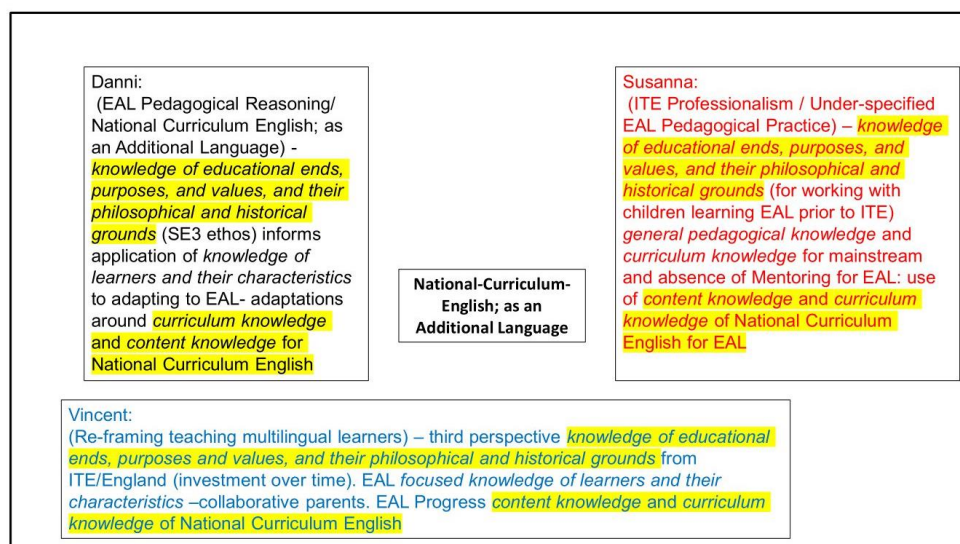 Danni:
(EAL Pedagogical Reasoning/
National Curriculum English; as
an Additional Language) -
knowledge of educational ends,
purposes, and values, and their
philosophical and historical
grounds (SE3 ethos) informs
application of knowledge of
learners and their characteristics
to adapting to EAL- adaptations
around curriculum knowledge
and content knowledge for
National Curriculum English
National-Curriculum-
English; as an
Additional Language
Susanna:
(ITE Professionalism / Under-specified
EAL Pedagogical Practice) – knowledge
of educational ends, purposes, and
values, and their philosophical and
historical grounds (for working with
children learning EAL prior to ITE)
general pedagogical knowledge and
curriculum knowledge for mainstream
and absence of Mentoring for EAL: use
of content knowledge and curriculum
knowledge of National Curriculum
English for EAL
Vincent:
(Re-framing teaching multilingual learners) – third perspective knowledge of educational
ends, purposes and values, and their philosophical and historical grounds from
ITE/England (investment over time). EAL focused knowledge of learners and their
characteristics –collaborative parents. EAL Progress content knowledge and curriculum
knowledge of National Curriculum English